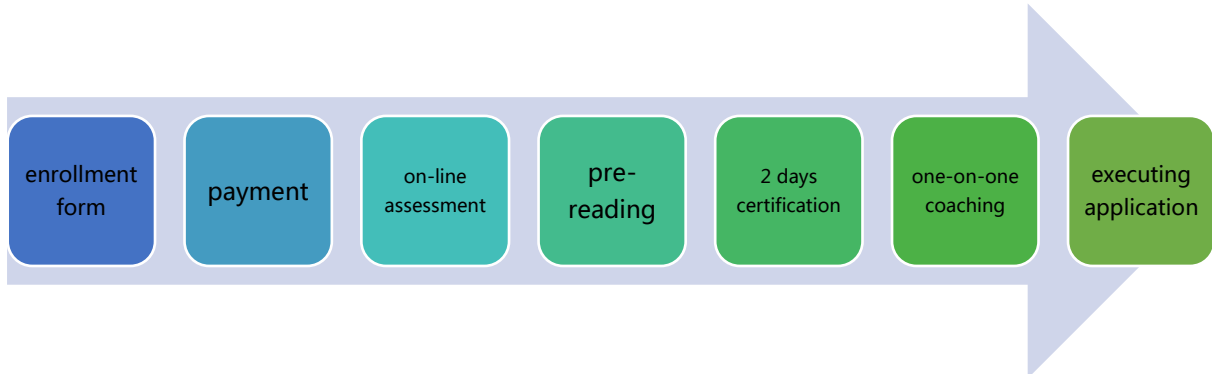 enrollment
form
payment
on-line
assessment
pre-
reading
2 days
certification
one-on-one
coaching
executing
application